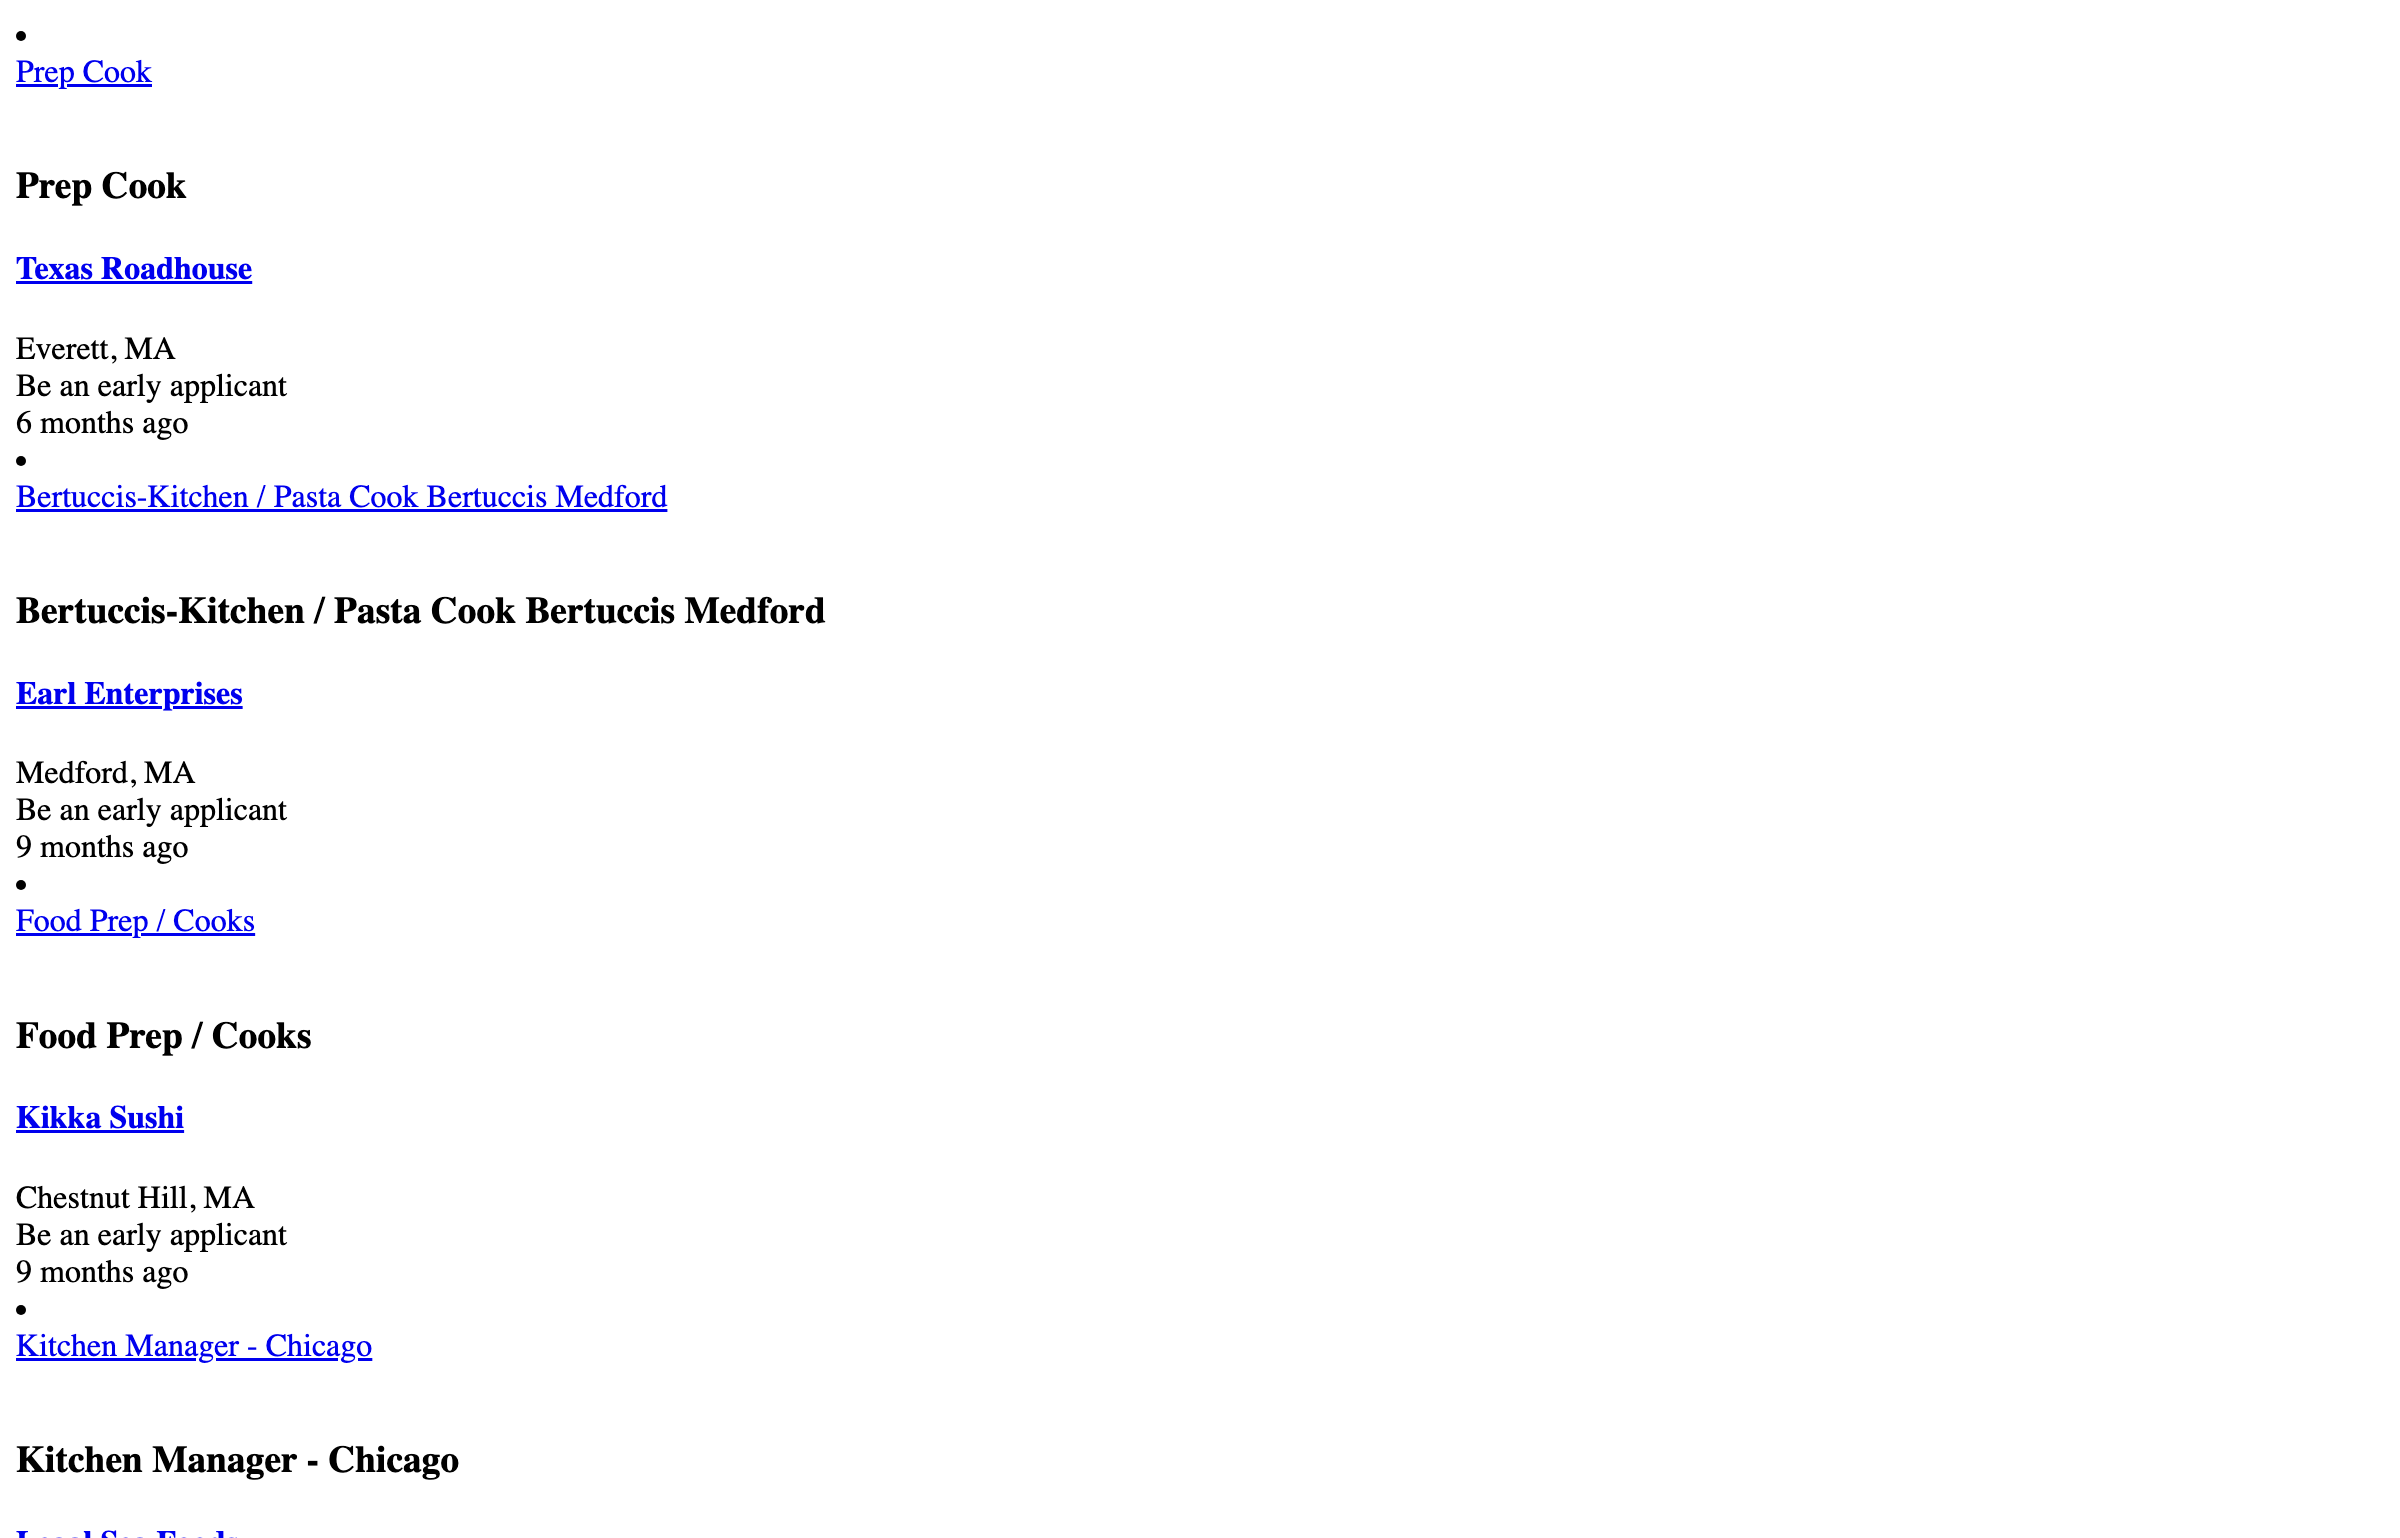 Prep Cook
Prep Cook
Texas Roadhouse
Everett, MA
Be an early applicant
6 months ago
Bertuccis-Kitchen / Pasta Cook Bertuccis Medford
Bertuccis-Kitchen / Pasta Cook Bertuccis Medford
Earl Enterprises
Medford, MA
Be an early applicant
9 months ago
Food Prep / Cooks
Food Prep / Cooks
Kikka Sushi
Chestnut Hill, MA
Be an early applicant
9 months ago
Kitchen Manager - Chicago
Kitchen Manager - Chicago